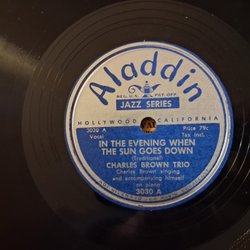 Aladdin
REG. U.S. PAT. OFF.
JAZZ SERIES
HOLLYWOOD CALIFORNIA
3030 A
Vocal
Price 79c
Tax Incl.
IN THE EVENING WHEN
THE SUN GOES DOWN
(Traditional)
CHARLES BROWN TRIO
Charles Brown singing
and accompanying himself
on piano
3030 A